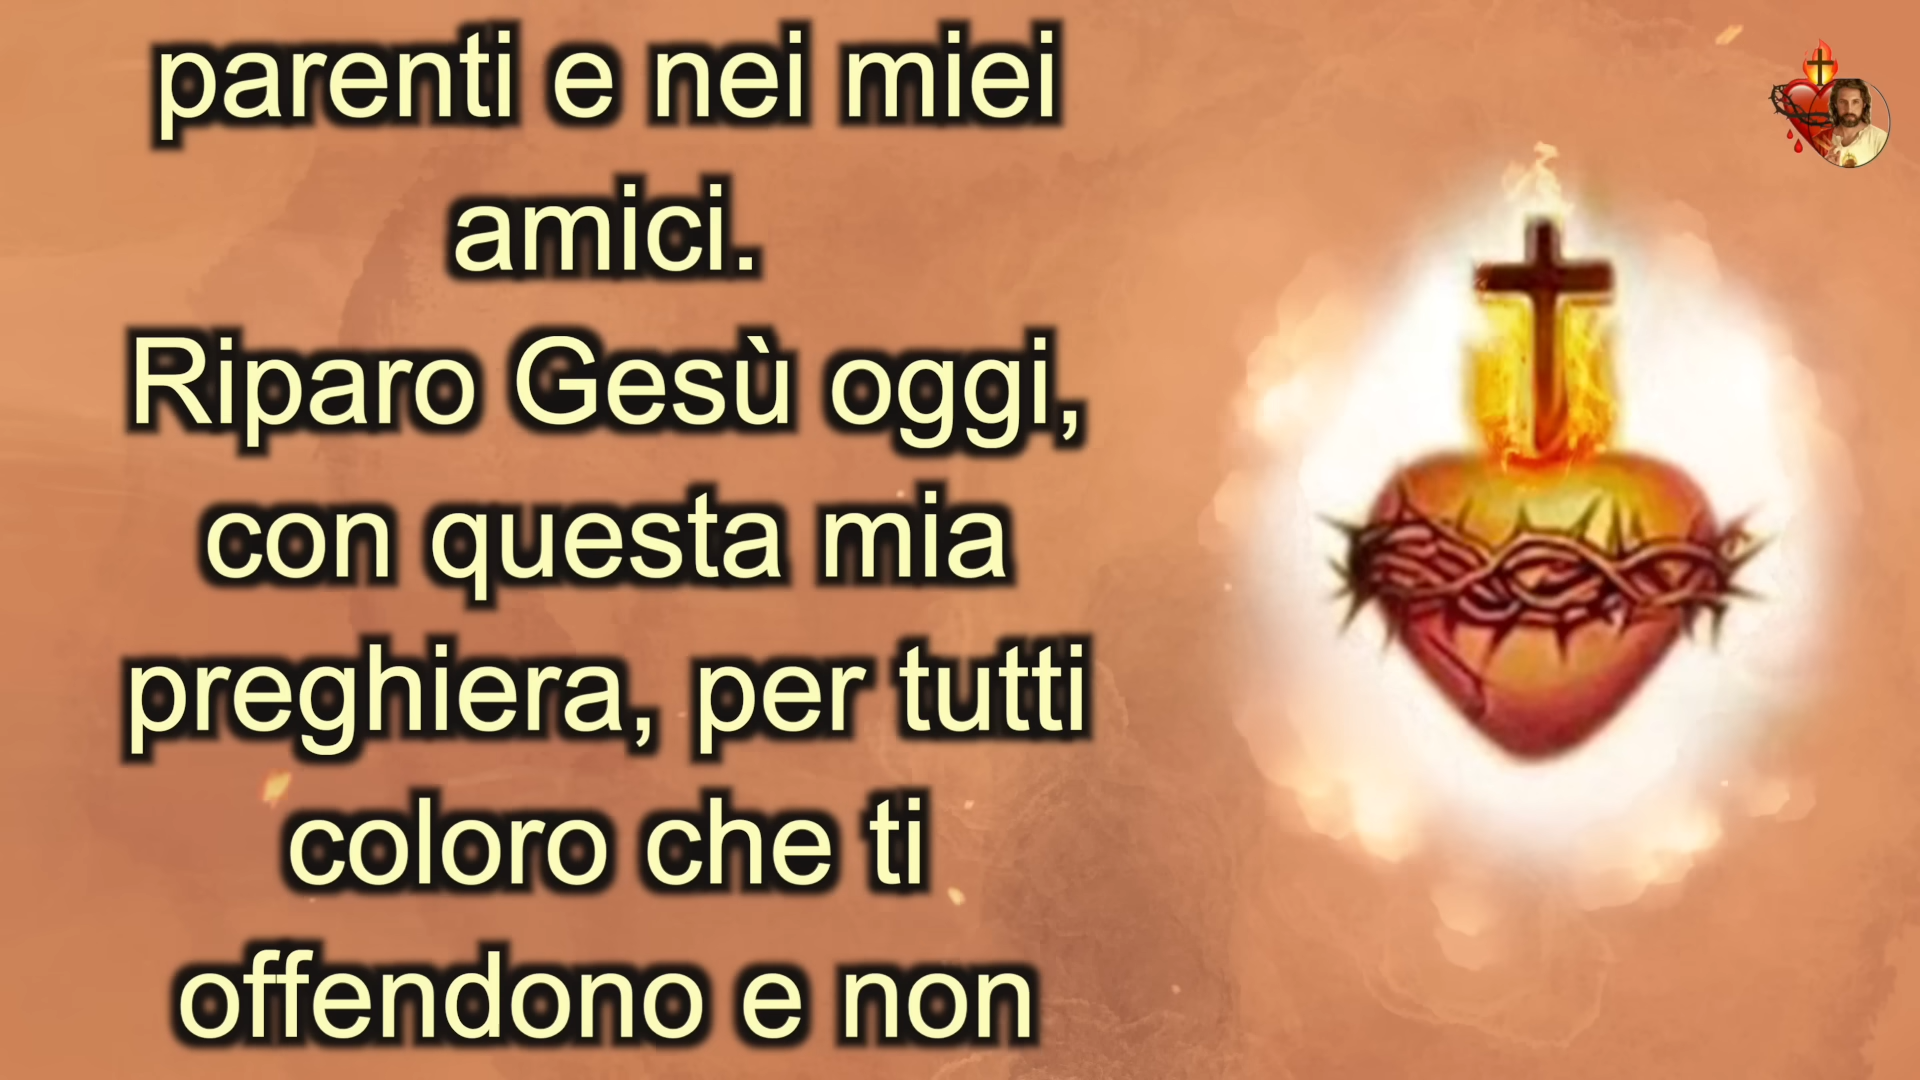 parenti e nei miei
amici.
Riparo Gesù oggi,
con questa mia
preghiera, per tutti
coloro che ti
offendono e non